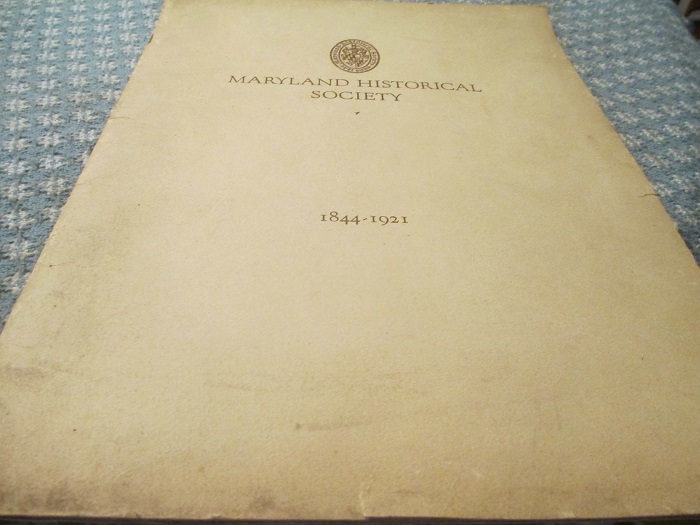 MARYLAND HISTORICAL
SOCIETY
1844-1921